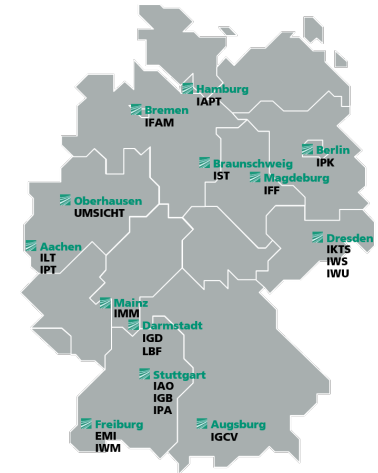 Hamburg
IAPT
Bremen
IFAM
Berlin
IPK
Braunschweig
IST
Magdeburg
IFF
Oberhausen
UMSICHT
Dresden
IKTS
IWS
IWU
Aachen
ILT
IPT
Mainz
IMM
Darmstadt
IGD
LBF
Stuttgart
IAO
IGB
IPA
Freiburg
EMI
IWM
Augsburg
IGCV